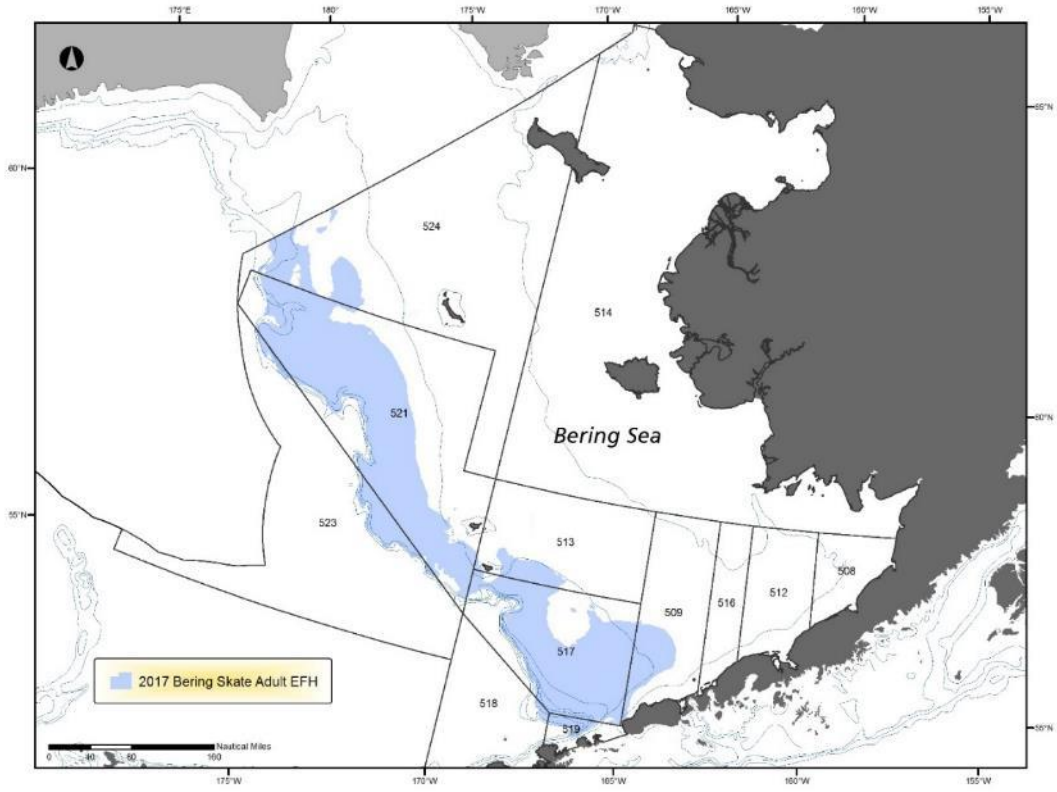 175°E 180° 175°W 170°W 165°W 160°W 155°W
65°N
60°N
524
514
60°N
521
Bering Sea
55°N
523
513
508
509
516
512
517
2017 Bering Skate Adult EFH
518
519
55°N
Nautical Miles
0 40 80 160
175°W 170°W 165°W 160°W 155°W